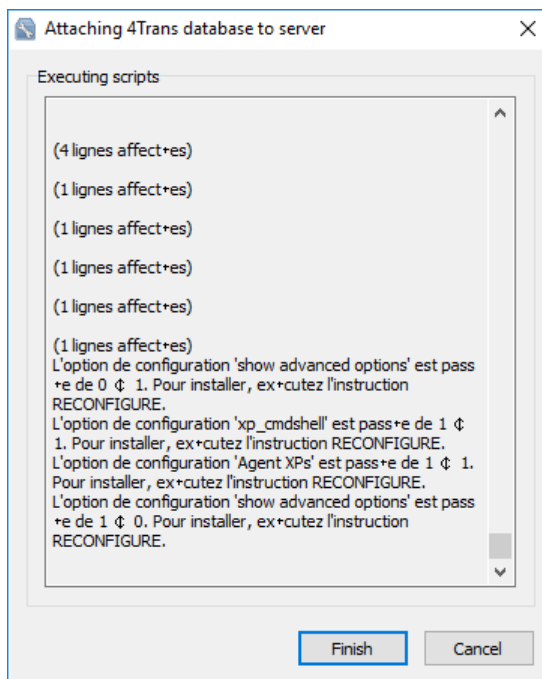 Attaching 4Trans database to server
Executing scripts
(4 lignes affect+es)
(1 lignes affect+es)
(1 lignes affect+es)
(1 lignes affect+es)
(1 lignes affect+es)
(1 lignes affect+es)
L'option de configuration 'show advanced options' est pass
+e de 0 ¢ 1. Pour installer, ex+cutez l'instruction
RECONFIGURE.
L'option de configuration 'xp_cmdshell' est pass+e de 1 ¢
1. Pour installer, ex+cutez l'instruction RECONFIGURE.
L'option de configuration 'Agent XPs' est pass+e de 1 ¢ 1.
Pour installer, ex+cutez l'instruction RECONFIGURE.
L'option de configuration 'show advanced options' est pass
+e de 1 ¢ 0. Pour installer, ex+cutez l'instruction
RECONFIGURE.
Finish
Cancel